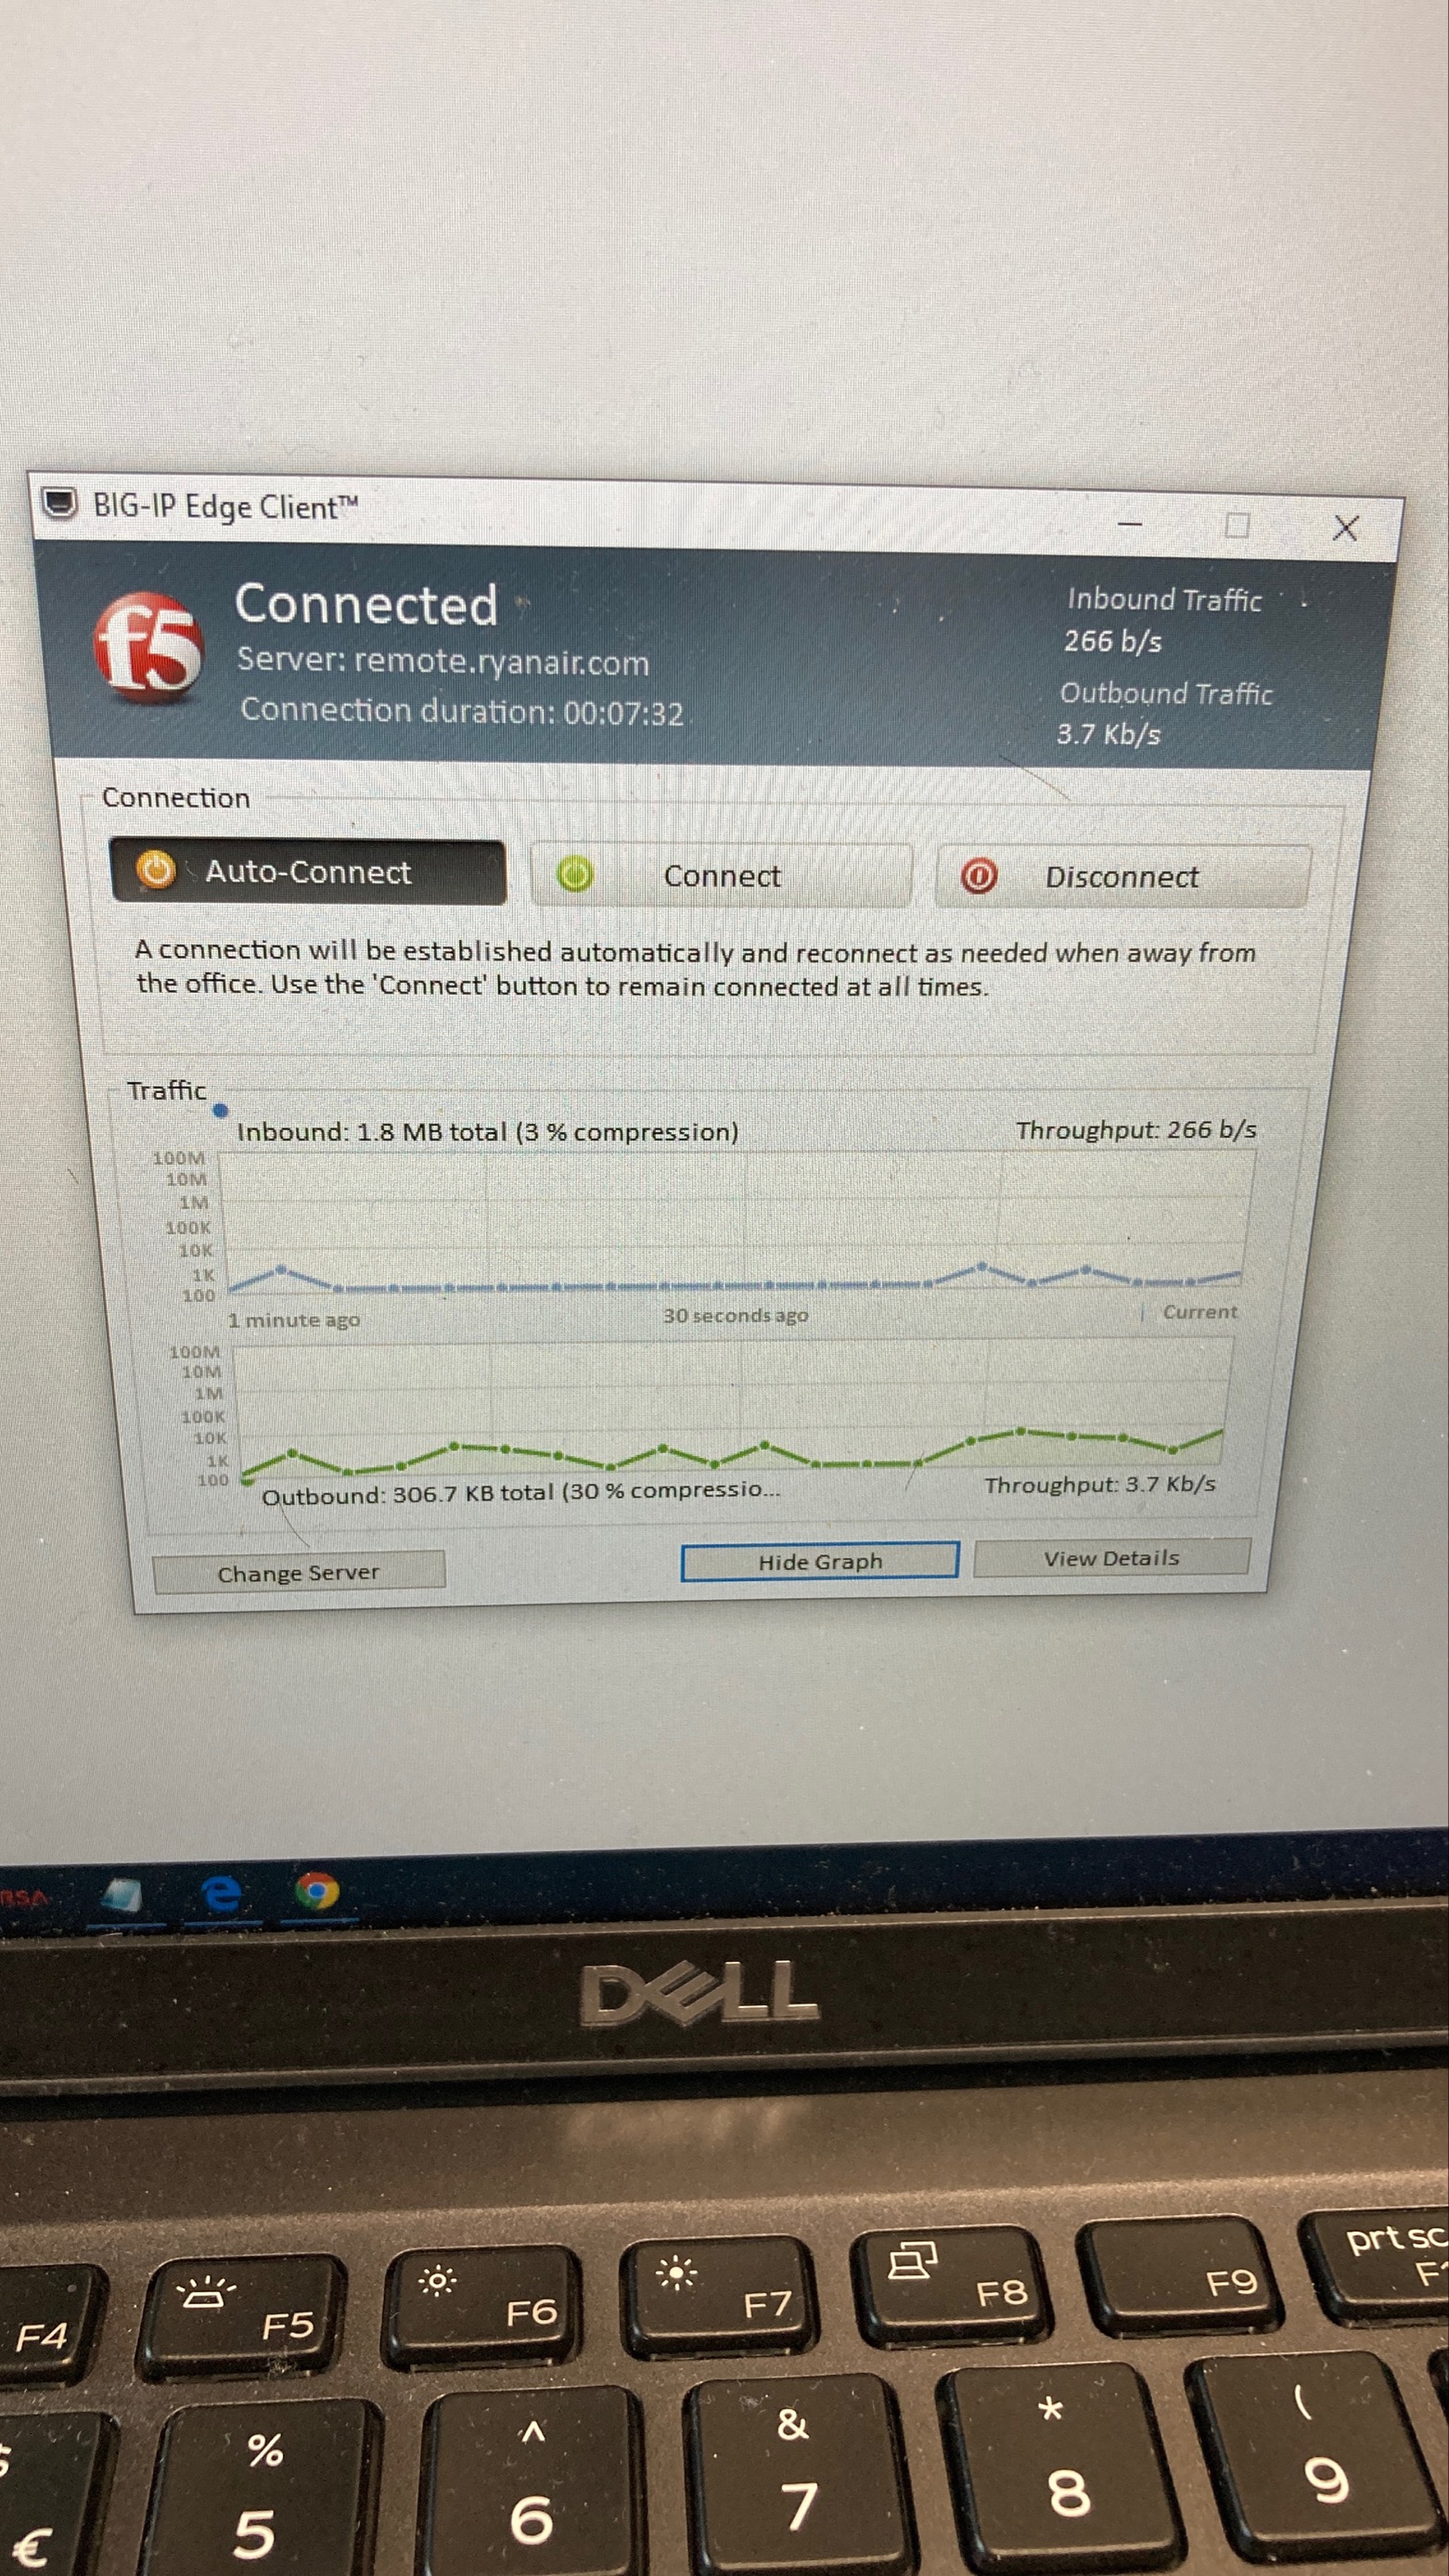 BIG-IP Edge Client™
f5
Connected
Server: remote.ryanair.com
Connection duration: 00:07:32
Inbound Traffic
266 b/s
Outbound Traffic
3.7 Kb/s
Connection
Auto-Connect
Connect
Disconnect
A connection will be established automatically and reconnect as needed when away from
the office. Use the 'Connect' button to remain connected at all times.
Traffic
Inbound: 1.8 MB total (3 % compression)
Throughput: 266 b/s
100M
10M
1M
100K
10K
1K
100
1 minute ago
30 seconds ago
Current
100M
10M
1M
100K
10K
1K
100
Outbound: 306.7 KB total (30 % compressio...
Throughput: 3.7 Kb/s
Change Server
Hide Graph
View Details
RSA
DELL
F4
F5
F6
F7
F8
F9
prt sc
€
% 5
^ 6
& 7
* 8
( 9